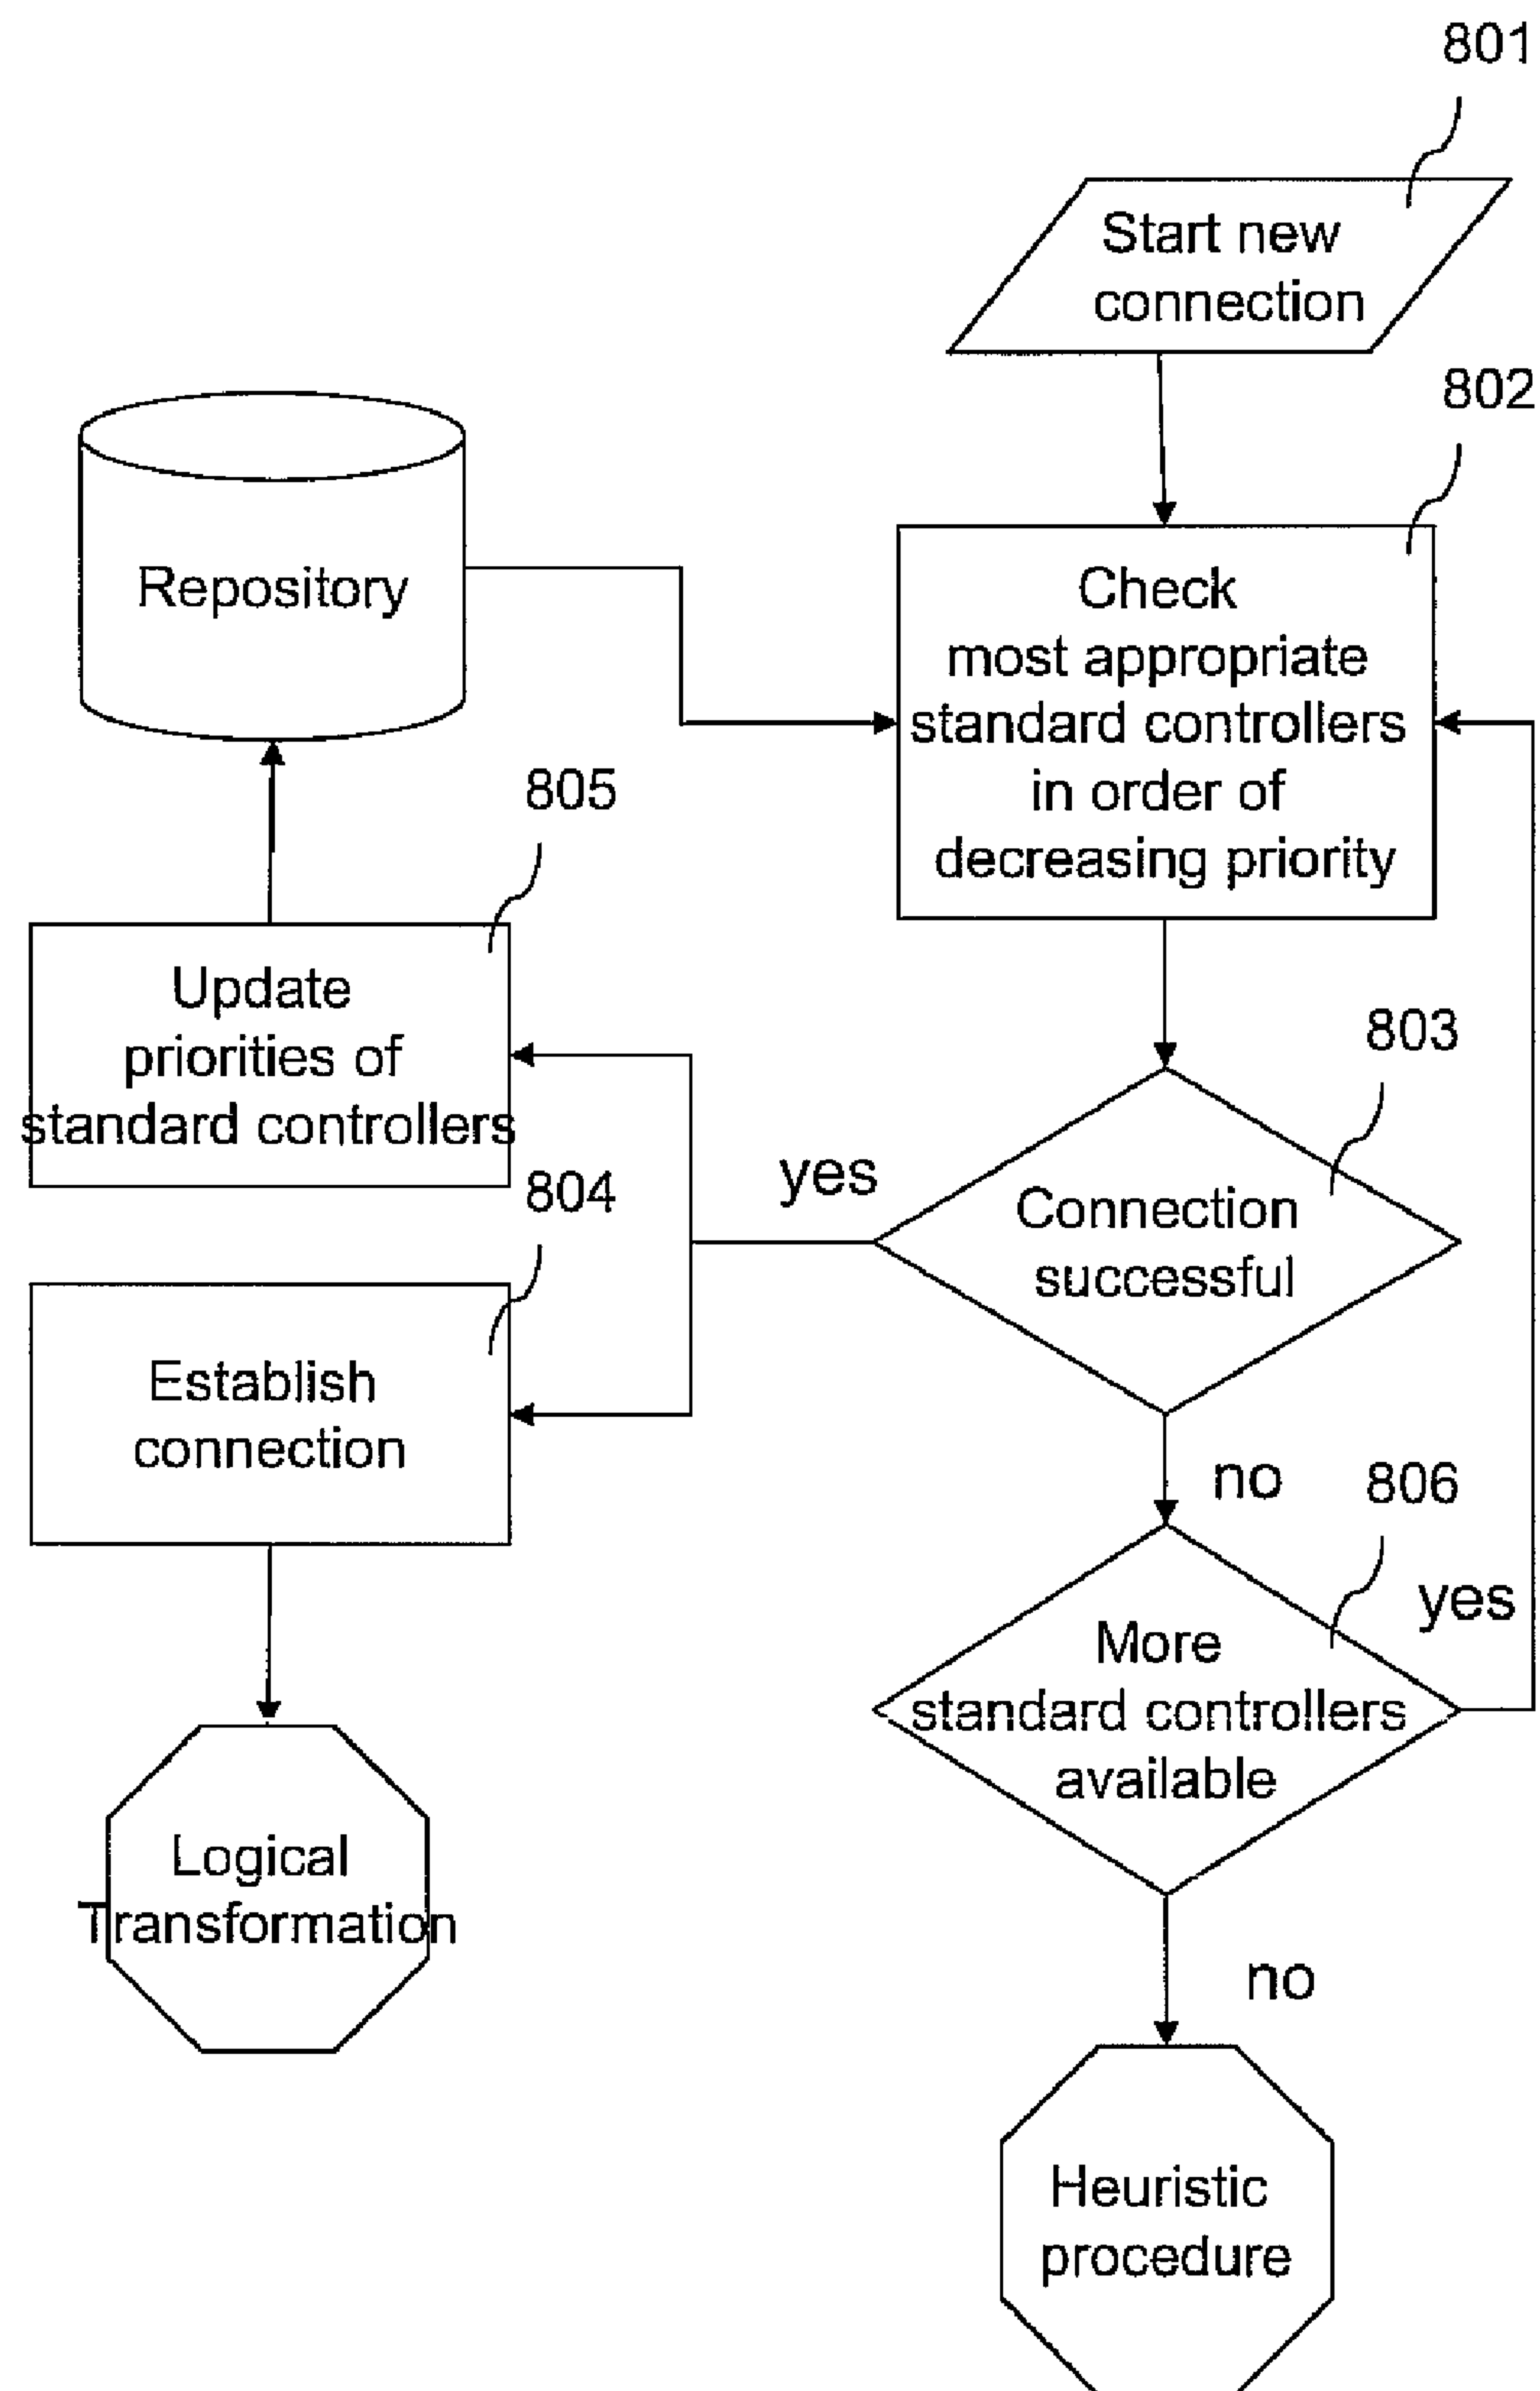 801
Start new
connection
802
Repository
Check
most appropriate
standard controllers
in order of
decreasing priority
805
Update
priorities of
standard controllers
803
yes
804
Connection
successful
Establish
connection
no
806
yes
More
standard controllers
available
Logical
Transformation
no
Heuristic
procedure